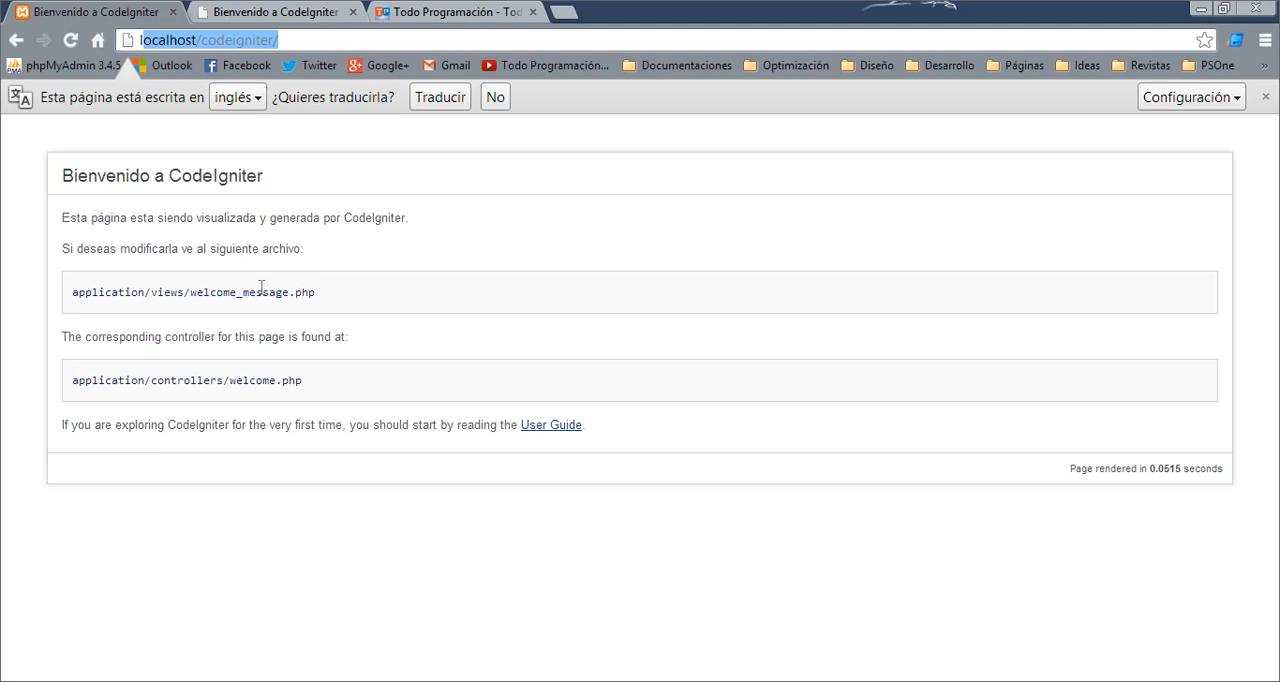 Bienvenido a CodeIgniter
Bienvenido a CodeIgniter
Todo Programación - Tod
localhost/codeigniter/
phpMyAdmin 3.4.5 Outlook Facebook Twitter Google+ Gmail Todo Programación... Documentaciones Optimización Diseño Desarrollo Páginas Ideas Revistas PSOne »
Esta página está escrita en inglés ¿Quieres traducirla? Traducir No Configuración
Bienvenido a CodeIgniter
Esta página esta siendo visualizada y generada por CodeIgniter.
Si deseas modificarla ve al siguiente archivo:
application/views/welcome_message.php
The corresponding controller for this page is found at:
application/controllers/welcome.php
If you are exploring CodeIgniter for the very first time, you should start by reading the User Guide.
Page rendered in 0.0515 seconds